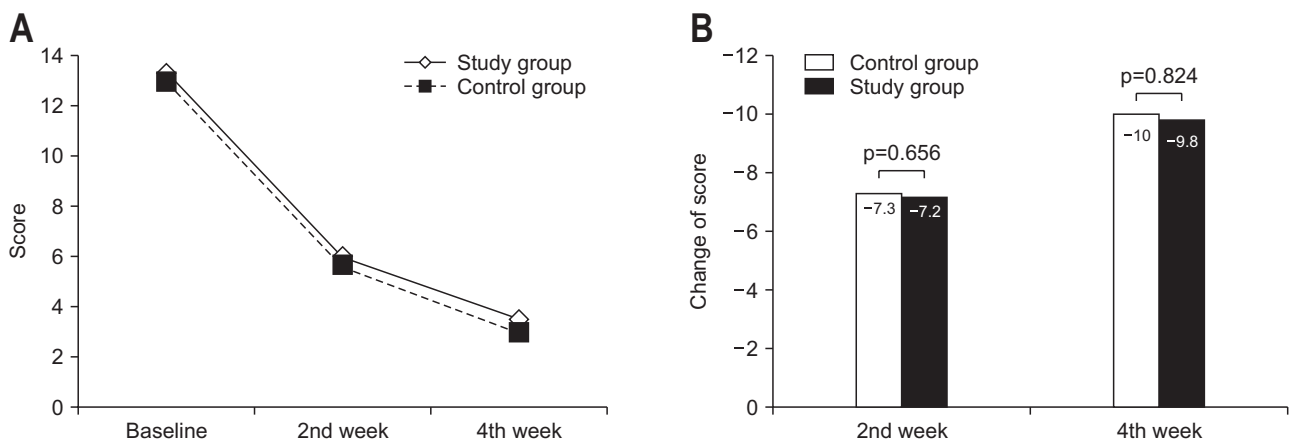 A
14
12
10
8
6
4
2
0
Score
Study group
Control group
Baseline
2nd week
4th week
B
−12
−10
−8
−6
−4
−2
0
Change of score
Control group
Study group
p=0.656
−7.3
−7.2
p=0.824
−10
−9.8
2nd week
4th week